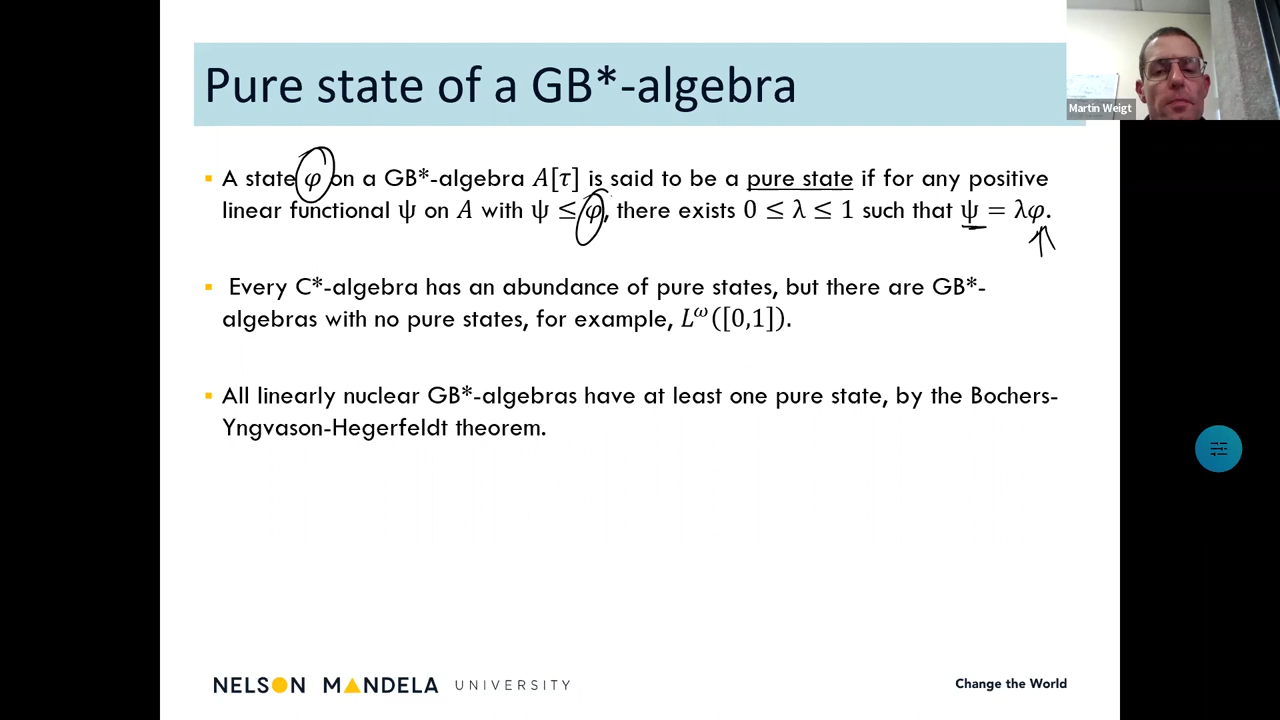 Pure state of a GB*-algebra
Martin Weigt
▪ A state φ on a GB*-algebra A[τ] is said to be a pure state if for any positive
linear functional ψ on A with ψ ≤ φ, there exists 0 ≤ λ ≤ 1 such that ψ = λφ.
▪ Every C*-algebra has an abundance of pure states, but there are GB*-
algebras with no pure states, for example, L^ω([0,1]).
▪ All linearly nuclear GB*-algebras have at least one pure state, by the Bochers-
Yngvason-Hegerfeldt theorem.
NELSON MANDELA UNIVERSITY
Change the World